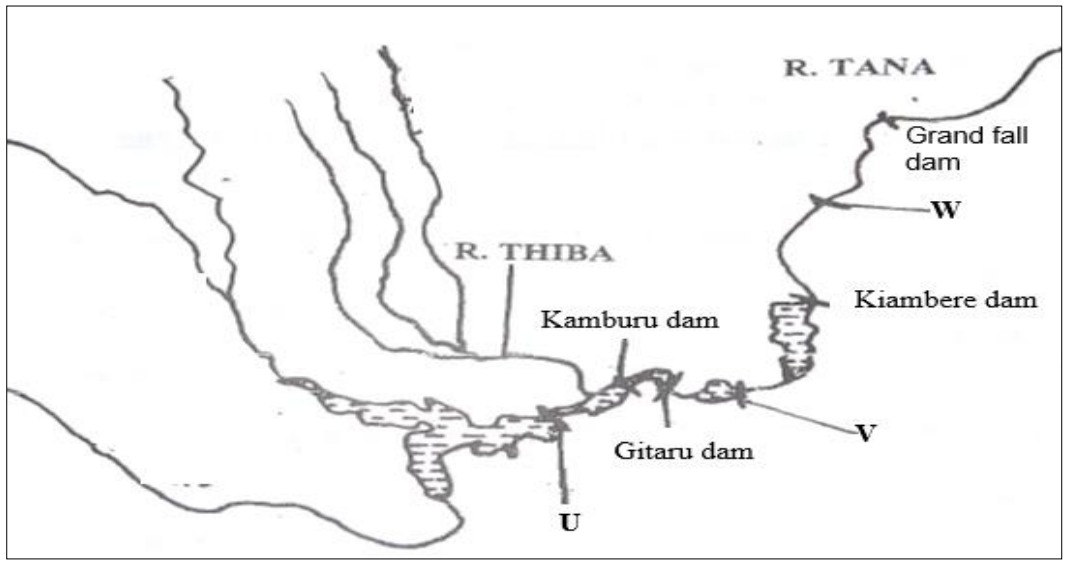 R. TANA
Grand fall
dam
W
R. THIBA
Kiambere dam
Kamburu dam
V
Gitaru dam
U